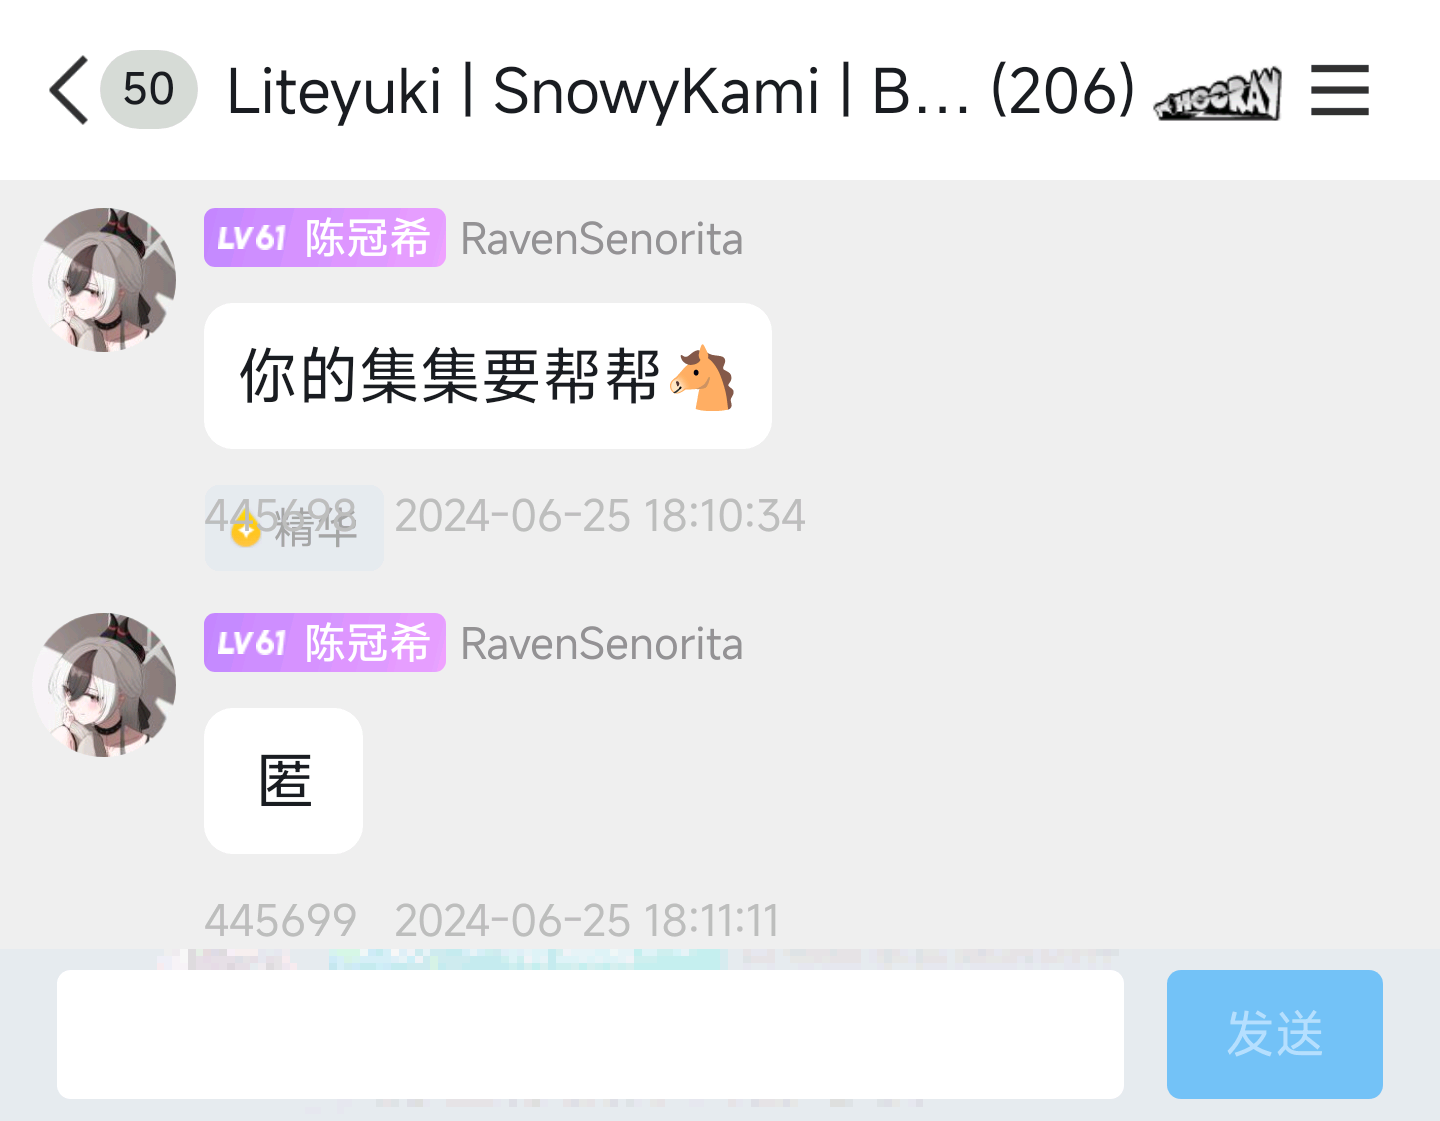 50 Liteyuki | SnowyKami | B... (206) HOORAY
LV61 陈冠希 RavenSenorita
你的集集要帮帮🐴
445698 2024-06-25 18:10:34
精华
LV61 陈冠希 RavenSenorita
匿
445699 2024-06-25 18:11:11
发送